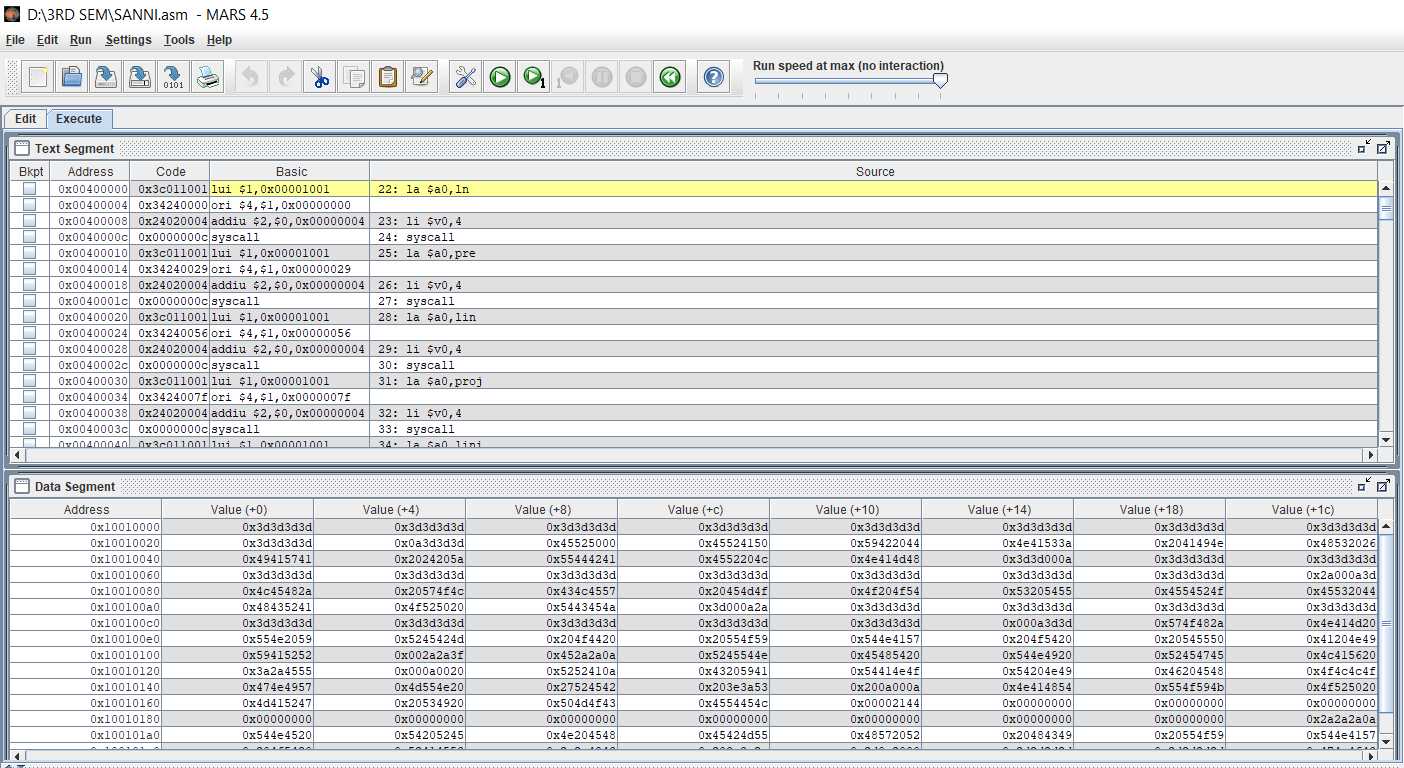 D:\3RD SEM\SANNI.asm - MARS 4.5
File Edit Run Settings Tools Help
Run speed at max (no interaction)
Edit Execute
Text Segment
Bkpt Address Code Basic Source
0x00400000 0x3c011001 lui $1,0x00001001 22: la $a0,ln
0x00400004 0x34240000 ori $4,$1,0x00000000
0x00400008 0x24020004 addiu $2,$0,0x00000004 23: li $v0,4
0x0040000c 0x0000000c syscall 24: syscall
0x00400010 0x3c011001 lui $1,0x00001001 25: la $a0,pre
0x00400014 0x34240029 ori $4,$1,0x00000029
0x00400018 0x24020004 addiu $2,$0,0x00000004 26: li $v0,4
0x0040001c 0x0000000c syscall 27: syscall
0x00400020 0x3c011001 lui $1,0x00001001 28: la $a0,lin
0x00400024 0x34240056 ori $4,$1,0x00000056
0x00400028 0x24020004 addiu $2,$0,0x00000004 29: li $v0,4
0x0040002c 0x0000000c syscall 30: syscall
0x00400030 0x3c011001 lui $1,0x00001001 31: la $a0,proj
0x00400034 0x3424007f ori $4,$1,0x0000007f
0x00400038 0x24020004 addiu $2,$0,0x00000004 32: li $v0,4
0x0040003c 0x0000000c syscall 33: syscall
0x00400040 0x3c011001 lui $1,0x00001001 34: la $a0,lini
Data Segment
Address Value (+0) Value (+4) Value (+8) Value (+c) Value (+10) Value (+14) Value (+18) Value (+1c)
0x10010000 0x3d3d3d3d 0x3d3d3d3d 0x3d3d3d3d 0x3d3d3d3d 0x3d3d3d3d 0x3d3d3d3d 0x3d3d3d3d 0x3d3d3d3d
0x10010020 0x3d3d3d3d 0x0a3d3d3d 0x45525000 0x45524150 0x59422044 0x4e41533a 0x2041494e 0x48532026
0x10010040 0x49415741 0x2024205a 0x55444241 0x4552204c 0x4e414d48 0x3d3d000a 0x3d3d3d3d 0x3d3d3d3d
0x10010060 0x3d3d3d3d 0x3d3d3d3d 0x3d3d3d3d 0x3d3d3d3d 0x3d3d3d3d 0x3d3d3d3d 0x3d3d3d3d 0x2a000a3d
0x10010080 0x4c45482a 0x20574f4c 0x434c4557 0x20454d4f 0x4f204f54 0x53205455 0x4554524f 0x45532044
0x100100a0 0x48435241 0x4f525020 0x5443454a 0x3d000a2a 0x3d3d3d3d 0x3d3d3d3d 0x3d3d3d3d 0x3d3d3d3d
0x100100c0 0x3d3d3d3d 0x3d3d3d3d 0x3d3d3d3d 0x3d3d3d3d 0x3d3d3d3d 0x000a3d3d 0x574f482a 0x4e414d20
0x100100e0 0x554e2059 0x5245424d 0x204f4420 0x20554f59 0x544e4157 0x204f5420 0x20545550 0x41204e49
0x10010100 0x59415252 0x002a2a3f 0x452a2a0a 0x5245544e 0x45485420 0x544e4920 0x52454745 0x4c415620
0x10010120 0x3a2a4555 0x000a0020 0x5252410a 0x43205941 0x54414e4f 0x54204e49 0x46204548 0x4f4c4c4f
0x10010140 0x474e4957 0x4d554e20 0x27524542 0x203e3a53 0x200a000a 0x4e414854 0x554f594b 0x4f525020
0x10010160 0x4d415247 0x20534920 0x504d4f43 0x4554454c 0x00002144 0x00000000 0x00000000 0x00000000
0x10010180 0x00000000 0x00000000 0x00000000 0x00000000 0x00000000 0x00000000 0x00000000 0x2a2a2a0a
0x100101a0 0x544e4520 0x54205245 0x4e204548 0x45424d55 0x48572052 0x20484349 0x20554f59 0x544e4157